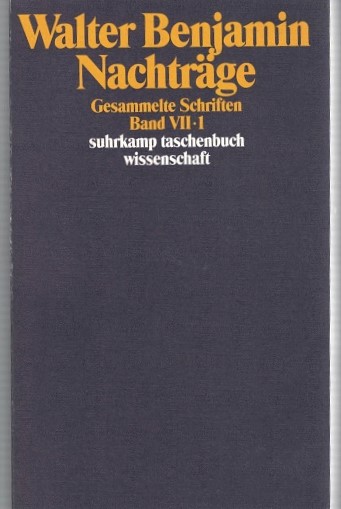 Walter Benjamin
Nachträge
Gesammelte Schriften
Band VII·1
suhrkamp taschenbuch
wissenschaft